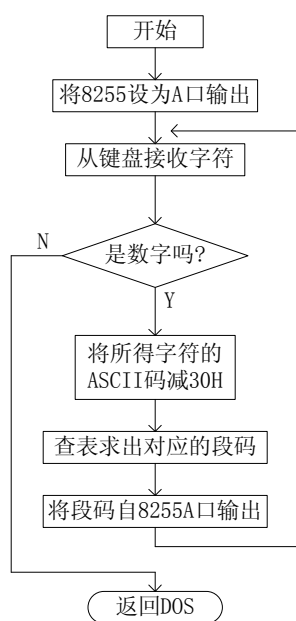 开始
将8255设为A口输出
从键盘接收字符
N
是数字吗?
Y
将所得字符的
ASCII码减30H
查表求出对应的段码
将段码自8255A口输出
返回DOS